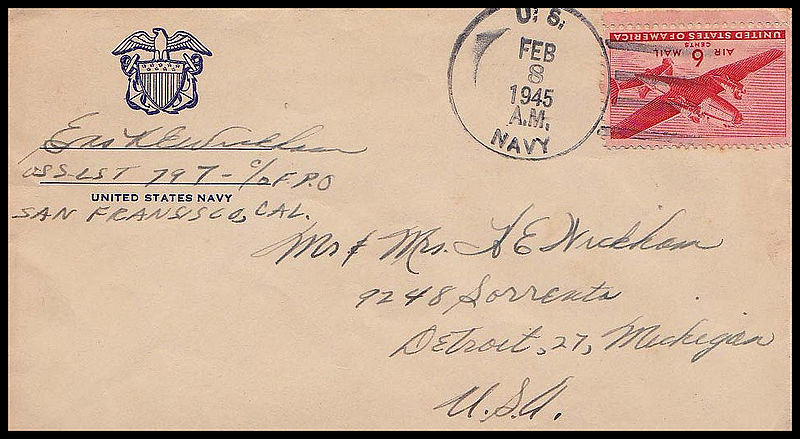 Wickham
USS LST 797 - c/o F.P.O
UNITED STATES NAVY
SAN FRANSISCO, CAL.
U. S.
FEB
8
1945
A.M.
NAVY
UNITED STATES OF AMERICA
AIR 6 MAIL
CENTS
Mr & Mrs. H E Wickham
9248 Sorrento
Detroit, 27, Michigan
U.S.A.